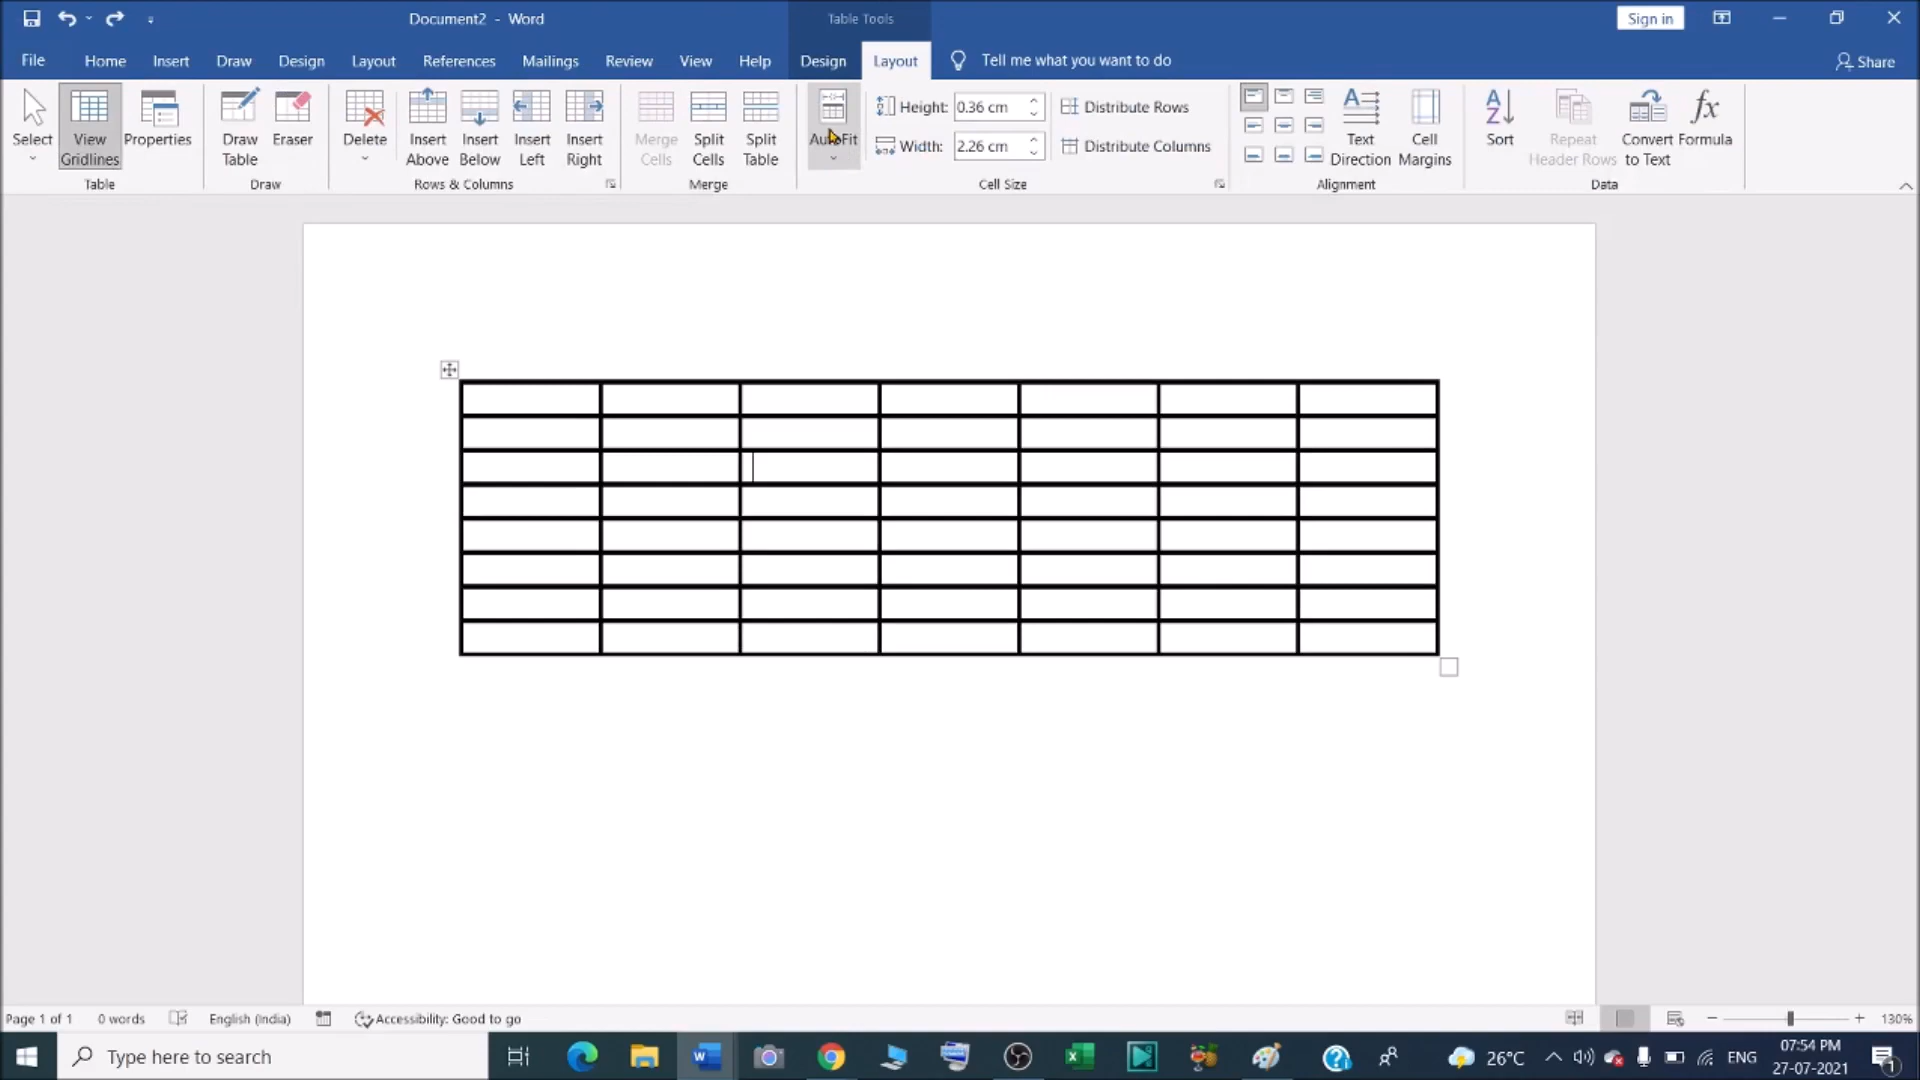 Document2 - Word
Table Tools
Sign in
File
Home
Insert
Draw
Design
Layout
References
Mailings
Review
View
Help
Design
Layout
Tell me what you want to do
Share
Select
View
Gridlines
Properties
Table
Draw
Table
Eraser
Draw
Delete
Insert
Above
Insert
Below
Insert
Left
Insert
Right
Rows & Columns
Merge
Cells
Split
Cells
Split
Table
Merge
AutoFit
Height:
0.36 cm
Distribute Rows
Width:
2.26 cm
Distribute Columns
Cell Size
Text
Direction
Cell
Margins
Alignment
Sort
Repeat
Header Rows
Convert
to Text
Formula
Data
Page 1 of 1
0 words
English (India)
Accessibility: Good to go
130%
Type here to search
26°C
ENG
07:54 PM
27-07-2021
1